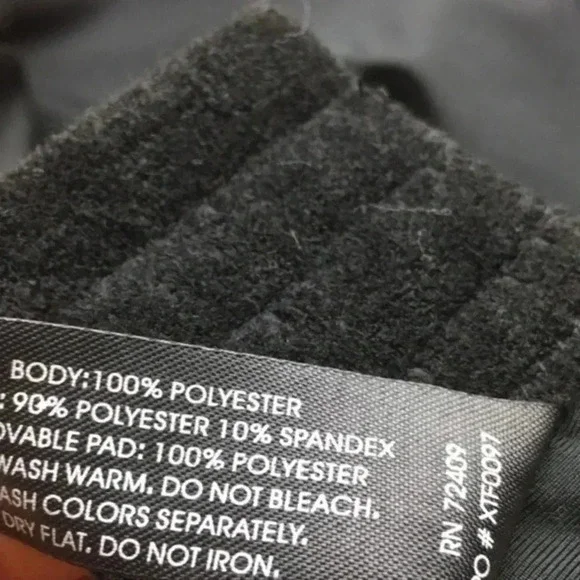 BODY:100% POLYESTER
: 90% POLYESTER 10% SPANDEX
OVABLE PAD: 100% POLYESTER
WASH WARM. DO NOT BLEACH.
ASH COLORS SEPARATELY.
DRY FLAT. DO NOT IRON.
RN 72409
O # XTF0097